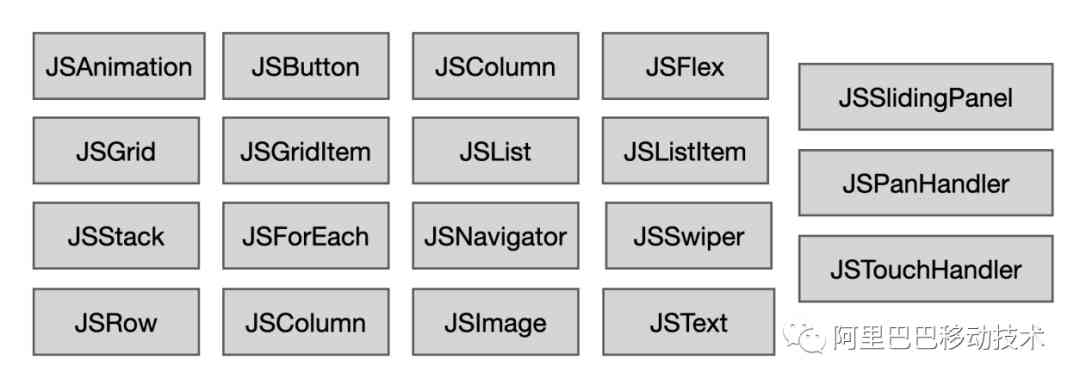 JSAnimation JSButton JSColumn JSFlex
JSGrid JSGridItem JSList JSListItem
JSStack JSForEach JSNavigator JSSwiper
JSRow JSColumn JSImage JSText
JSSlidingPanel
JSPanHandler
JSTouchHandler
阿里巴巴移动技术